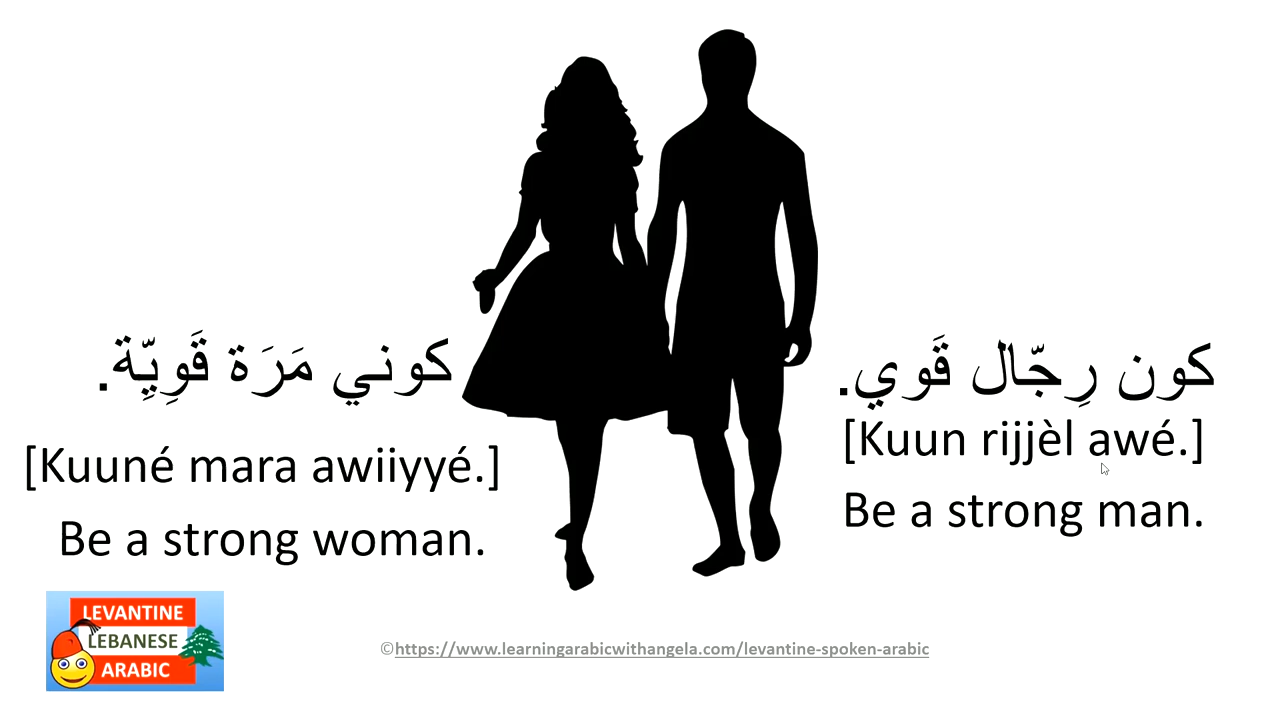 كوني مَرَة قَوِيِّة.
[Kuuné mara awiiyyé.]
Be a strong woman.
كون رِجَّال قَوي.
[Kuun rijjèl awé.]
Be a strong man.
LEVANTINE
LEBANESE
ARABIC
©https://www.learningarabicwithangela.com/levantine-spoken-arabic